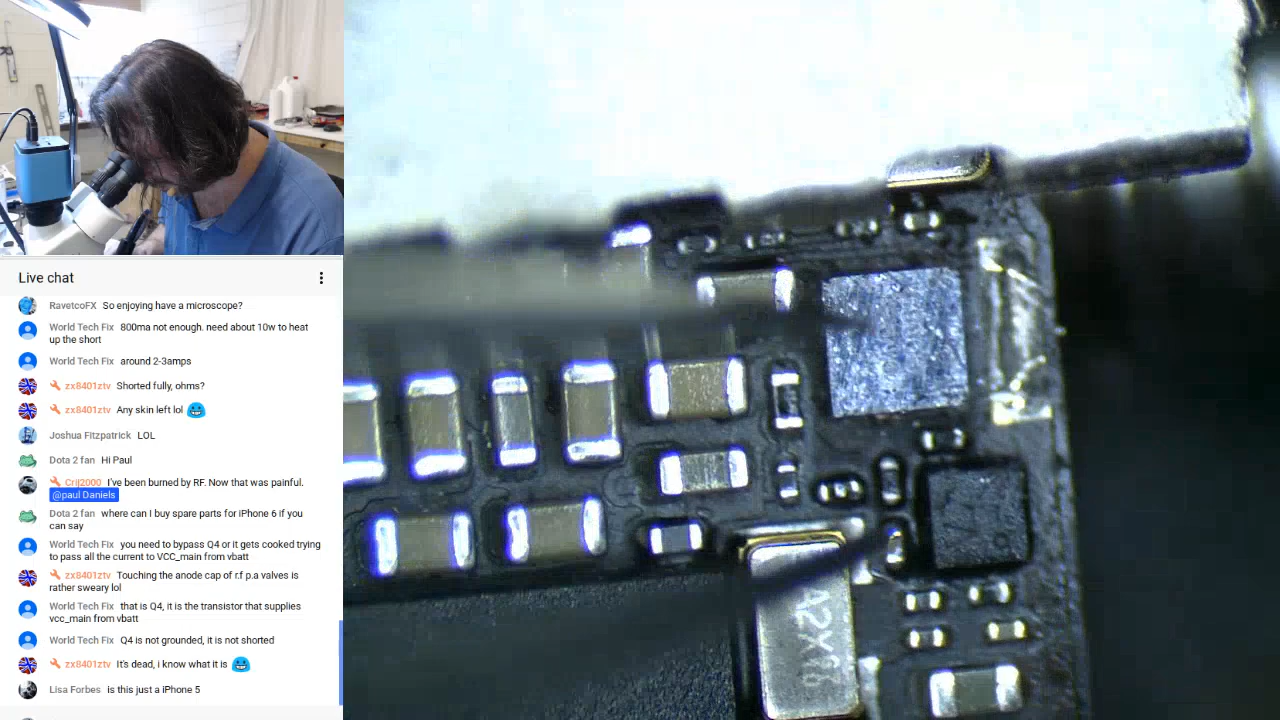 Live chat
RavetcoFX So enjoying have a microscope?
World Tech Fix 800ma not enough. need about 10w to heat
up the short
World Tech Fix around 2-3amps
zx8401ztv Shorted fully, ohms?
zx8401ztv Any skin left lol
Joshua Fitzpatrick LOL
Dota 2 fan Hi Paul
Crij2000 I've been burned by RF. Now that was painful.
@paul Daniels
Dota 2 fan where can I buy spare parts for iPhone 6 if you
can say
World Tech Fix you need to bypass Q4 or it gets cooked trying
to pass all the current to VCC_main from vbatt
zx8401ztv Touching the anode cap of r.f p.a valves is
rather sweary lol
World Tech Fix that is Q4, it is the transistor that supplies
vcc_main from vbatt
World Tech Fix Q4 is not grounded, it is not shorted
zx8401ztv It's dead, i know what it is
Lisa Forbes is this just a iPhone 5